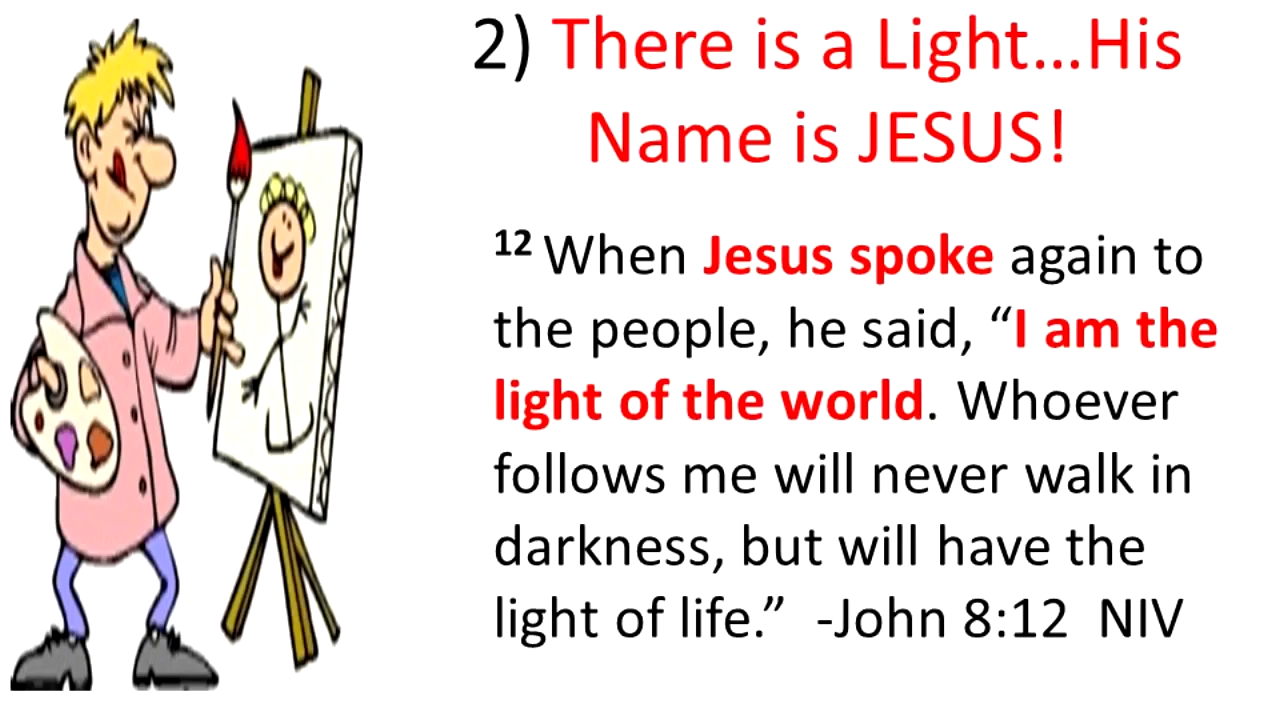 2) There is a Light...His
Name is JESUS!
12 When Jesus spoke again to
the people, he said, “I am the
light of the world. Whoever
follows me will never walk in
darkness, but will have the
light of life.” -John 8:12 NIV